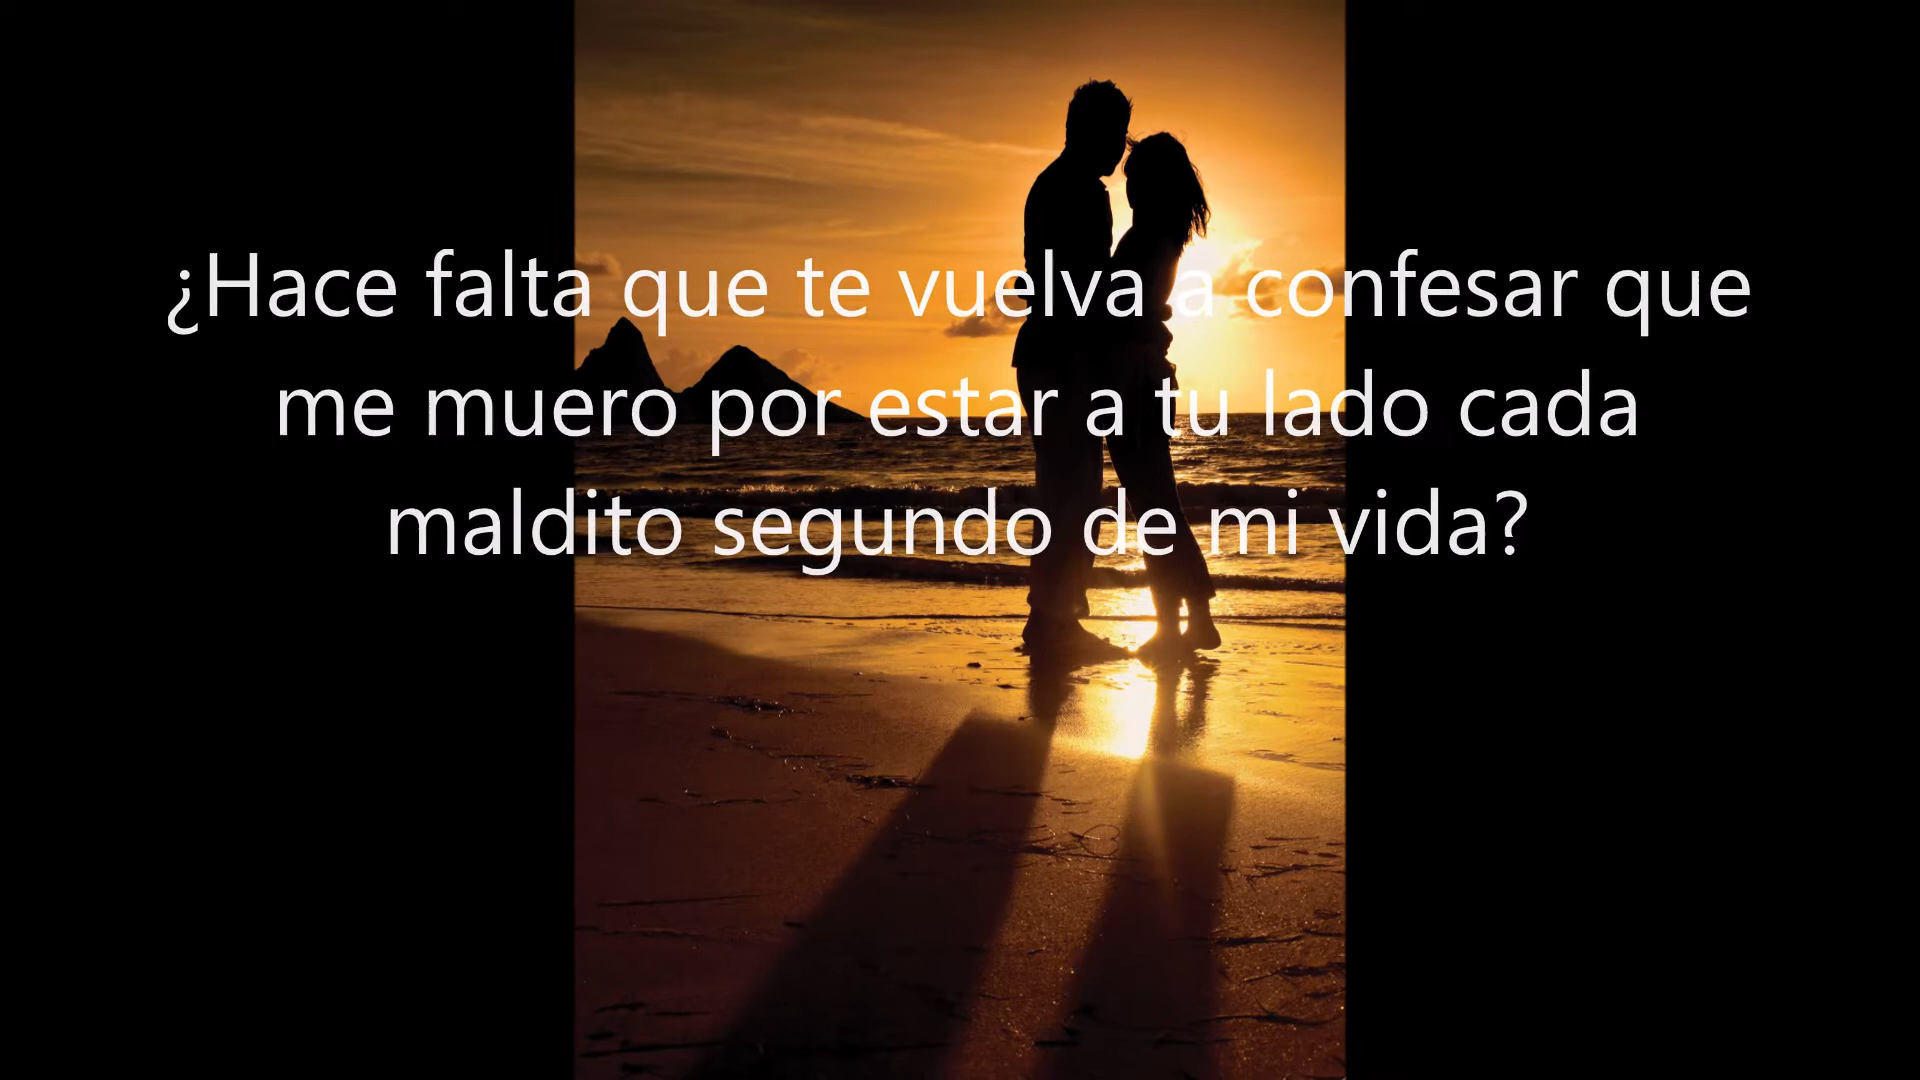 ¿Hace falta que te vuelva a confesar que
me muero por estar a tu lado cada
maldito segundo de mi vida?